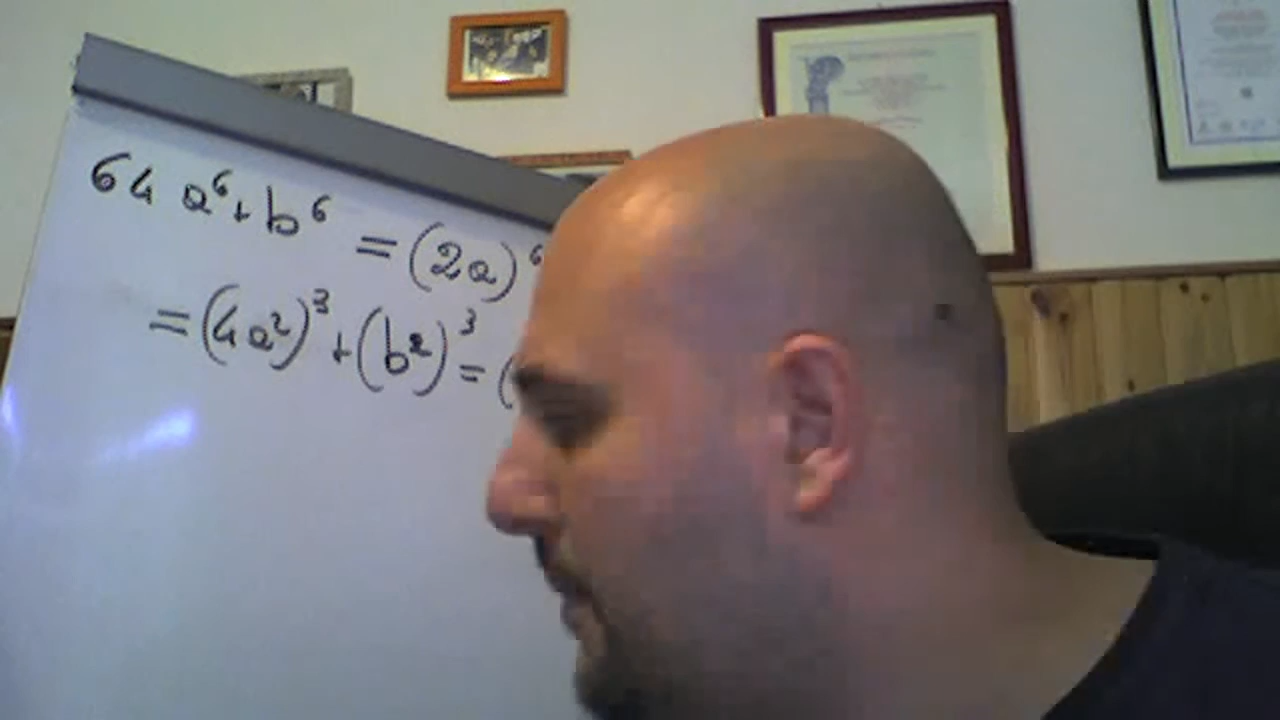 64 a⁶ + b⁶ = (2a)⁶
= (4a²)³ + (b²)³ = (